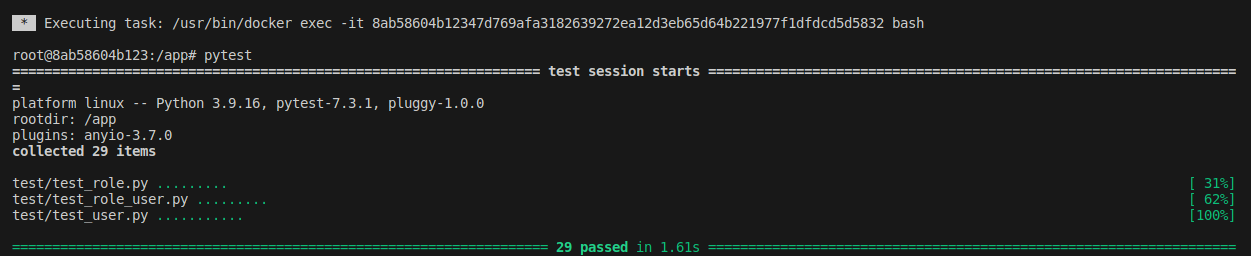 * Executing task: /usr/bin/docker exec -it 8ab58604b12347d769afa3182639272ea12d3eb65d64b221977f1dfdcd5d5832 bash
root@8ab58604b123:/app# pytest
================================================================== test session starts ==================================================================
=
platform linux -- Python 3.9.16, pytest-7.3.1, pluggy-1.0.0
rootdir: /app
plugins: anyio-3.7.0
collected 29 items
test/test_role.py ......... [ 31%]
test/test_role_user.py ......... [ 62%]
test/test_user.py ........... [100%]
=================================================================== 29 passed in 1.61s ==================================================================